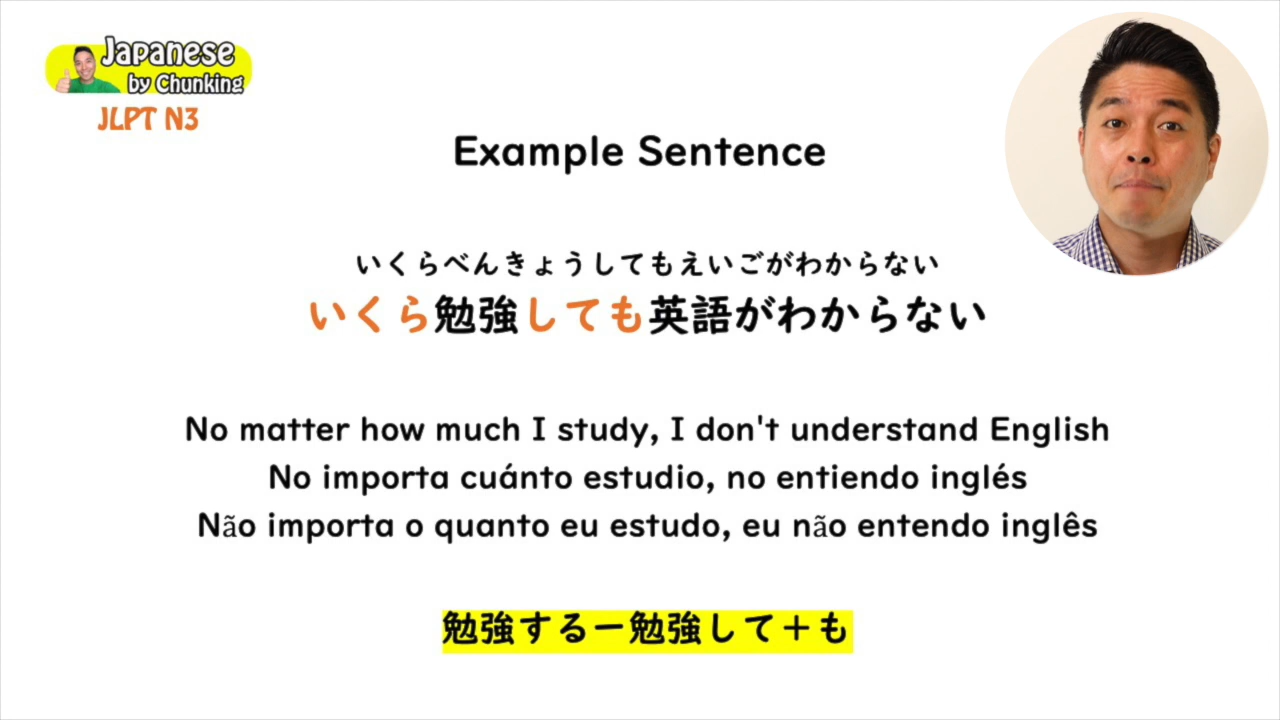 Japanese
by Chunking
JLPT N3
Example Sentence
いくらべんきょうしてもえいごがわからない
いくら勉強しても英語がわからない
No matter how much I study, I don't understand English
No importa cuánto estudio, no entiendo inglés
Não importa o quanto eu estudo, eu não entendo inglês
勉強するー勉強して＋も